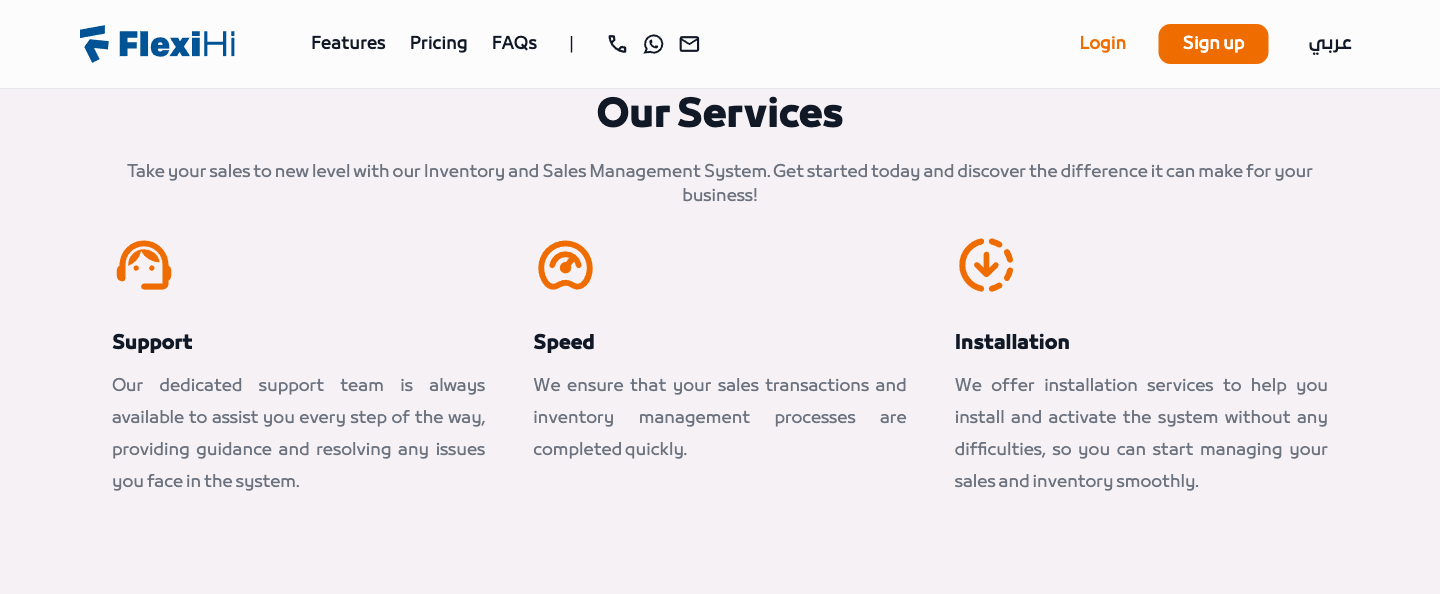 FlexiHi Features Pricing FAQs | Login Sign up عربي
Our Services
Take your sales to new level with our Inventory and Sales Management System. Get started today and discover the difference it can make for your
business!
Support
Our dedicated support team is always
available to assist you every step of the way,
providing guidance and resolving any issues
you face in the system.
Speed
We ensure that your sales transactions and
inventory management processes are
completed quickly.
Installation
We offer installation services to help you
install and activate the system without any
difficulties, so you can start managing your
sales and inventory smoothly.